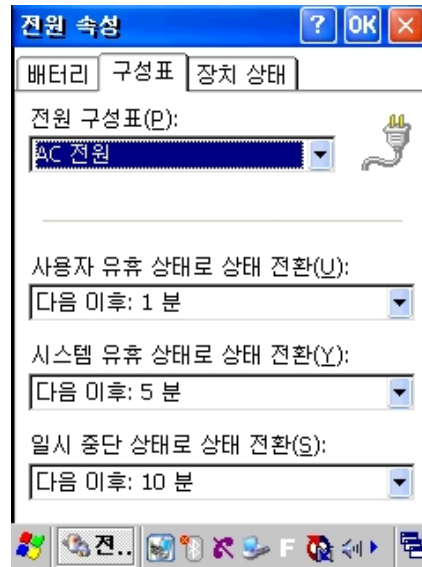 전원 속성 ? OK ×
배터리 구성표 장치 상태
전원 구성표(P):
AC 전원
사용자 유휴 상태로 상태 전환(U):
다음 이후: 1 분
시스템 유휴 상태로 상태 전환(Y):
다음 이후: 5 분
일시 중단 상태로 상태 전환(S):
다음 이후: 10 분
전.. F